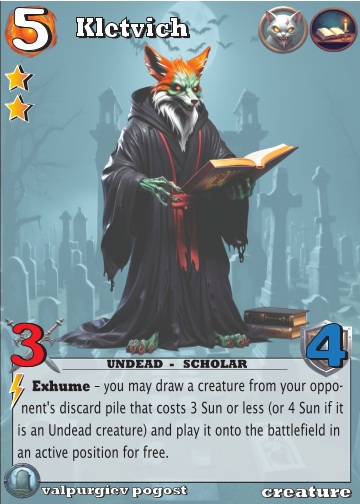 5 Kletvich
3
4
UNDEAD - SCHOLAR
Exhume – you may draw a creature from your oppo-
nent's discard pile that costs 3 Sun or less (or 4 Sun if it
is an Undead creature) and play it onto the battlefield in
an active position for free.
valpurgiev pogost creature